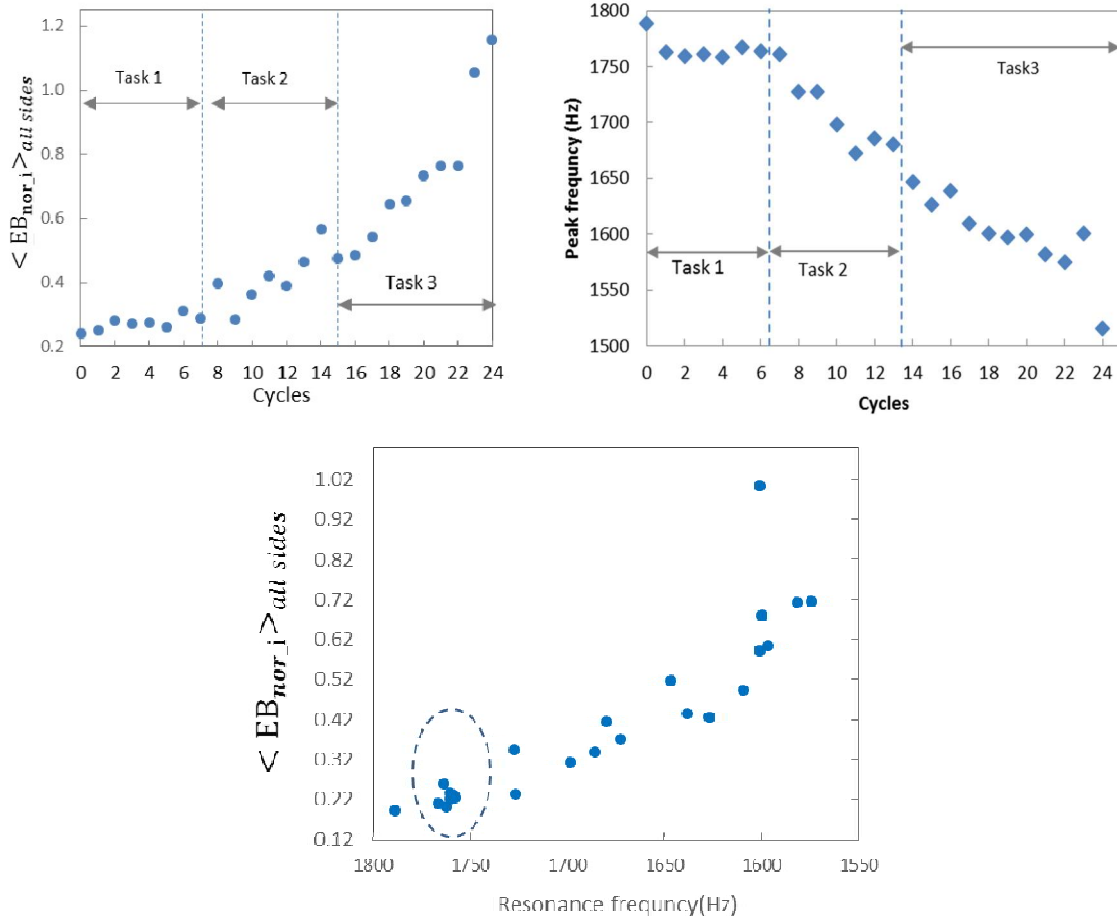 1.2
1.0
0.8
0.6
0.4
0.2
< EBnor_i >all sides
Task 1
Task 2
Task 3
0 2 4 6 8 10 12 14 16 18 20 22 24
Cycles
1800
1750
1700
1650
1600
1550
1500
Peak frequncy (Hz)
Task3
Task 1
Task 2
0 2 4 6 8 10 12 14 16 18 20 22 24
Cycles
1.02
0.92
0.82
0.72
0.62
0.52
0.42
0.32
0.22
0.12
< EBnor_i >all sides
1800 1750 1700 1650 1600 1550
Resonance frequncy(Hz)